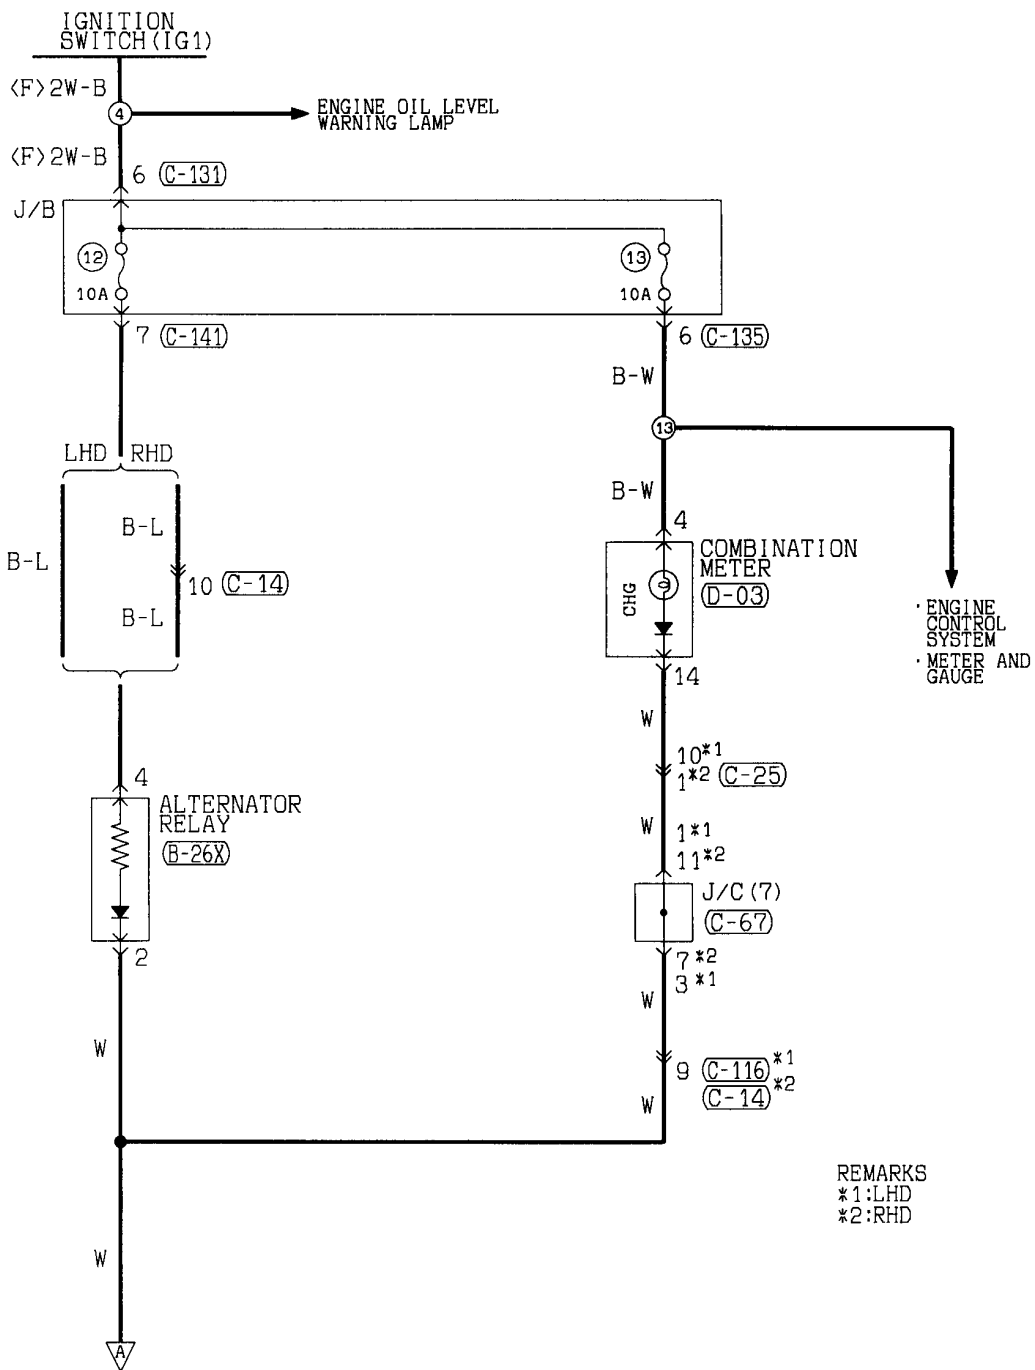 IGNITION
SWITCH(IG1)
<F>2W-B
4
ENGINE OIL LEVEL
WARNING LAMP
<F>2W-B
6 C-131
J/B
12
13
10A
10A
7 C-141
6 C-135
B-W
13
LHD RHD
B-W
4
B-L
B-L
10 C-14
B-L
COMBINATION
METER
D-03
CHG
・ENGINE
CONTROL
SYSTEM
・METER AND
GAUGE
14
W
10*1
1*2 C-25
4
ALTERNATOR
RELAY
B-26X
W
1*1
11*2
J/C(7)
C-67
2
7*2
3*1
W
W
9 C-116*1
C-14*2
W
REMARKS
*1:LHD
*2:RHD
W
A